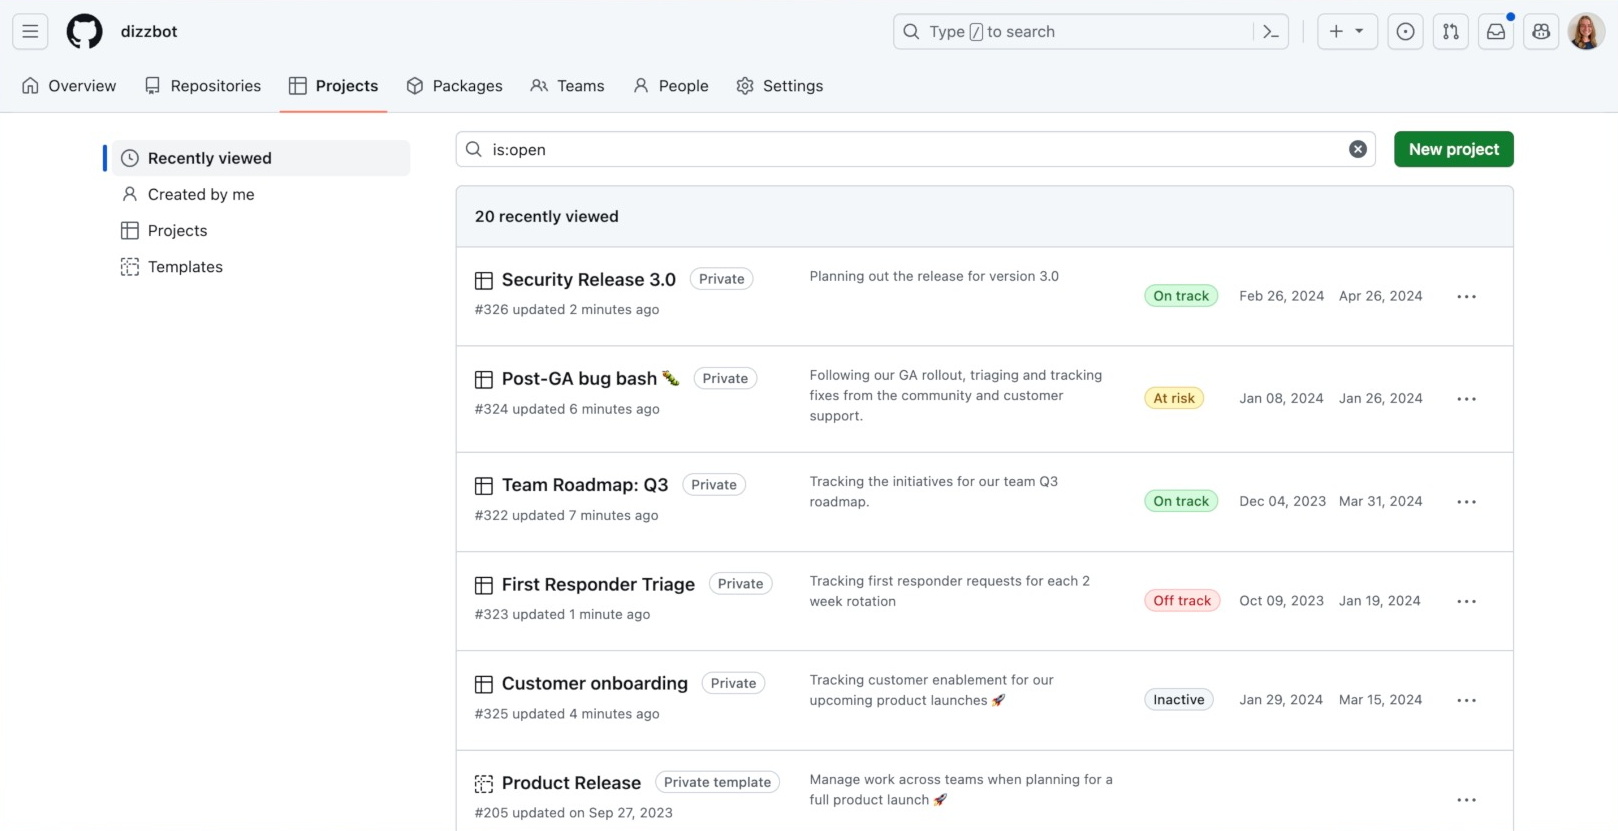 dizzbot
Type / to search
Overview
Repositories
Projects
Packages
Teams
People
Settings
Recently viewed
Created by me
Projects
Templates
is:open
New project
20 recently viewed
Security Release 3.0 Private
#326 updated 2 minutes ago
Planning out the release for version 3.0
On track
Feb 26, 2024
Apr 26, 2024
Post-GA bug bash 🐛 Private
#324 updated 6 minutes ago
Following our GA rollout, triaging and tracking
fixes from the community and customer
support.
At risk
Jan 08, 2024
Jan 26, 2024
Team Roadmap: Q3 Private
#322 updated 7 minutes ago
Tracking the initiatives for our team Q3
roadmap.
On track
Dec 04, 2023
Mar 31, 2024
First Responder Triage Private
#323 updated 1 minute ago
Tracking first responder requests for each 2
week rotation
Off track
Oct 09, 2023
Jan 19, 2024
Customer onboarding Private
#325 updated 4 minutes ago
Tracking customer enablement for our
upcoming product launches 🚀
Inactive
Jan 29, 2024
Mar 15, 2024
Product Release Private template
#205 updated on Sep 27, 2023
Manage work across teams when planning for a
full product launch 🚀